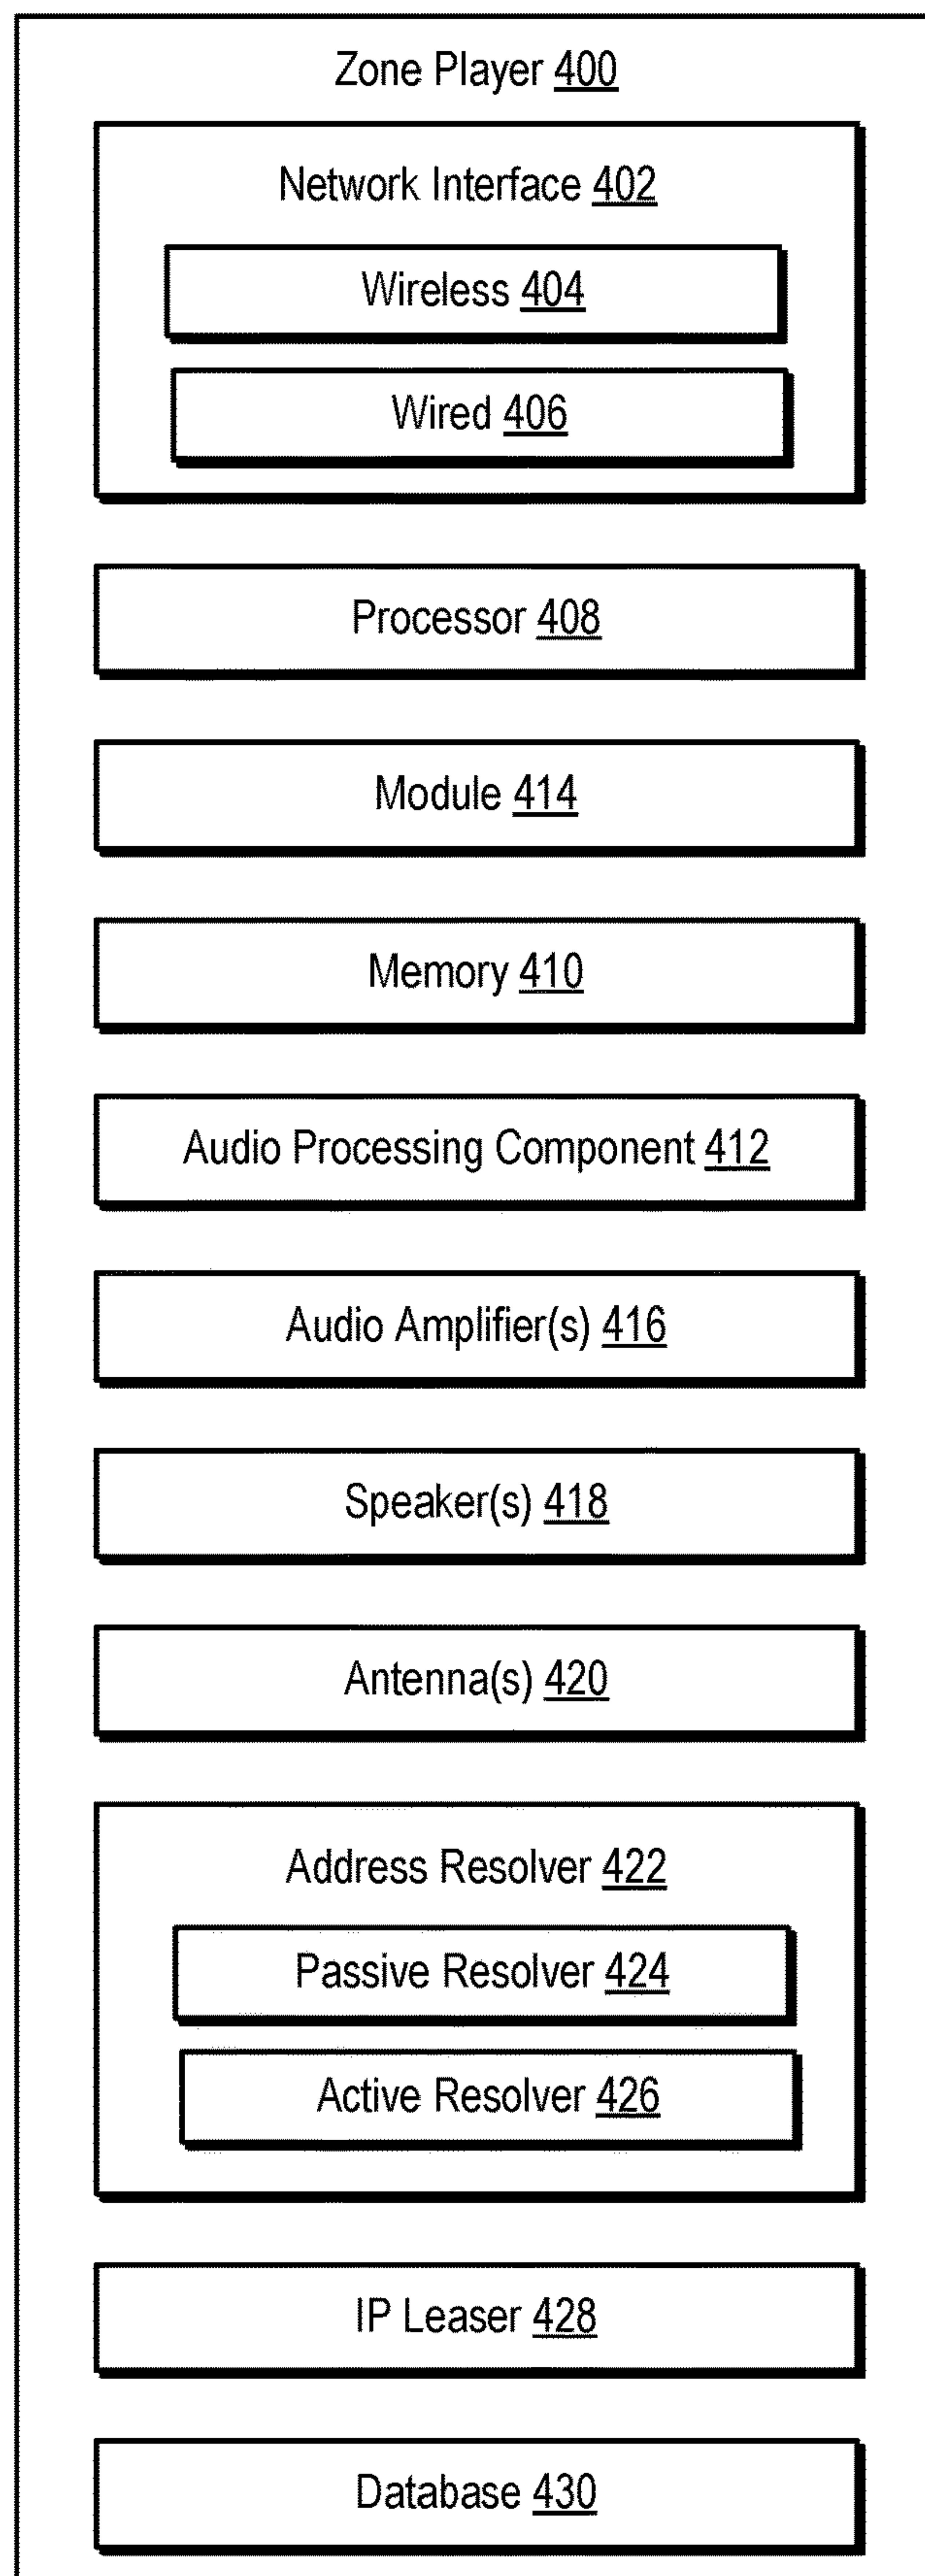 Zone Player 400
Network Interface 402
Wireless 404
Wired 406
Processor 408
Module 414
Memory 410
Audio Processing Component 412
Audio Amplifier(s) 416
Speaker(s) 418
Antenna(s) 420
Address Resolver 422
Passive Resolver 424
Active Resolver 426
IP Leaser 428
Database 430